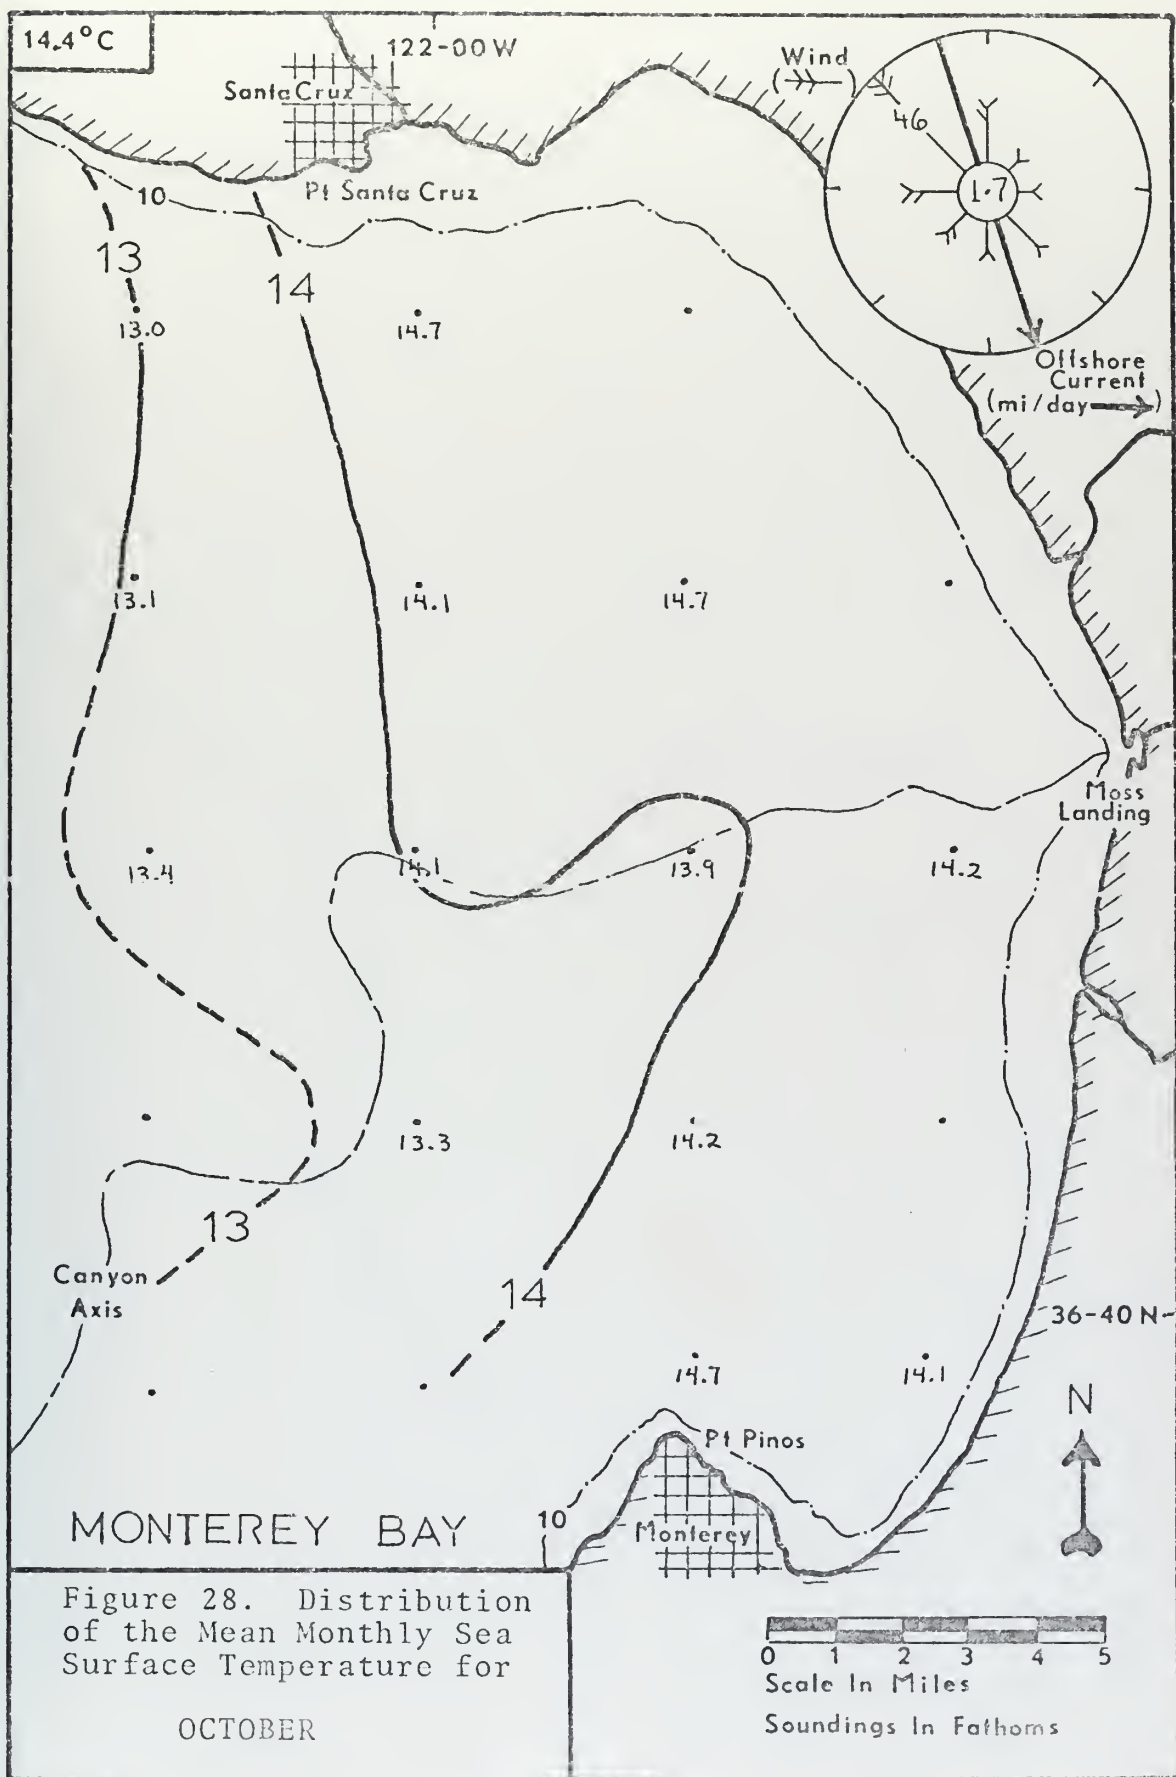 14.4°C
122-00 W
Wind
Santa Cruz
46
1.7
Pt Santa Cruz
10
13
14
13.0
14.7
Offshore
Current
(mi/day )
13.1
14.1
14.7
Moss
Landing
13.4
14.1
13.9
14.2
13.3
14.2
13
Canyon
Axis
14
36-40 N
14.7
14.1
N
Pt Pinos
MONTEREY BAY
10
Monterey
Figure 28. Distribution
of the Mean Monthly Sea
Surface Temperature for
OCTOBER
0 1 2 3 4 5
Scale In Miles
Soundings In Fathoms